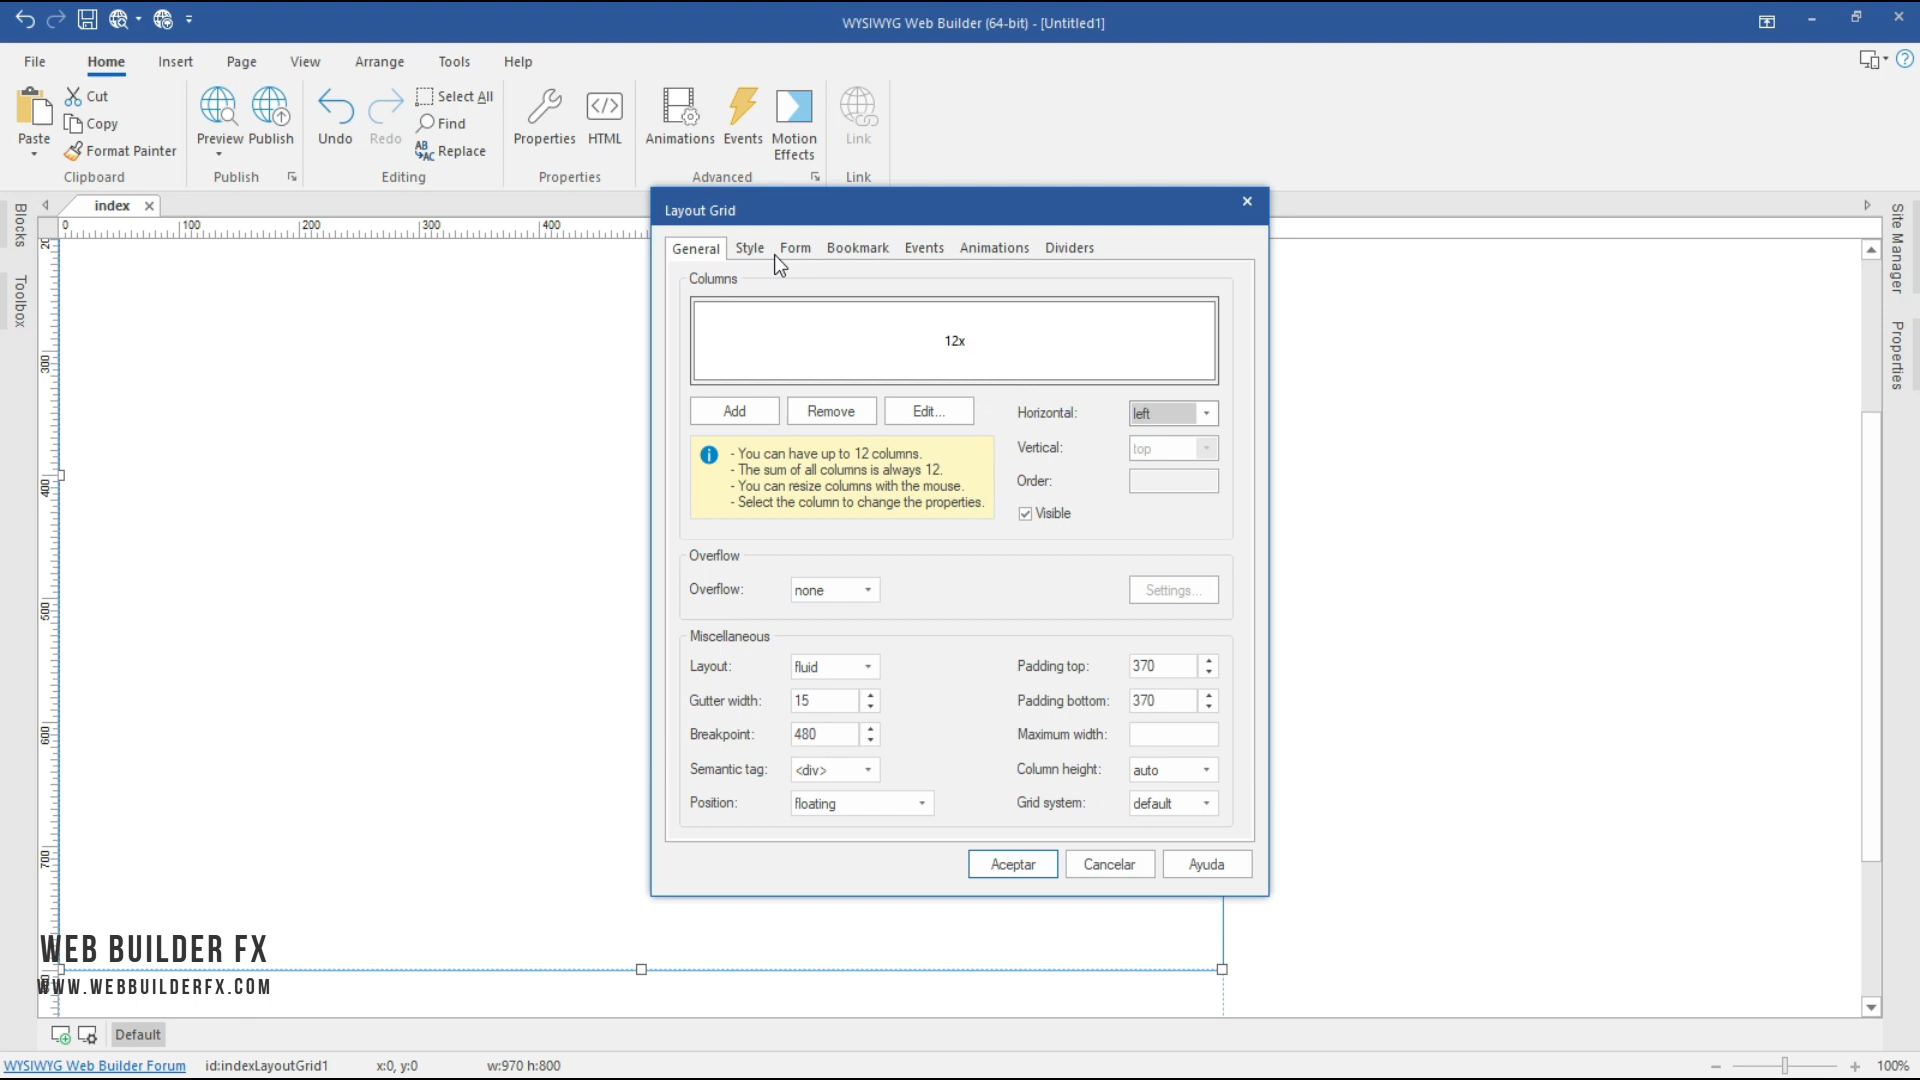 WYSIWYG Web Builder (64-bit) - [Untitled1]
File Home Insert Page View Arrange Tools Help
Paste
Cut
Copy
Format Painter
Clipboard
Preview Publish
Publish
Undo Redo
Select All
Find
Replace
Editing
Properties HTML
Properties
Animations Events Motion Effects
Advanced
Link
Link
Blocks
Toolbox
index
0 100 200 300 400
300
400
500
600
700
Site Manager
Properties
Layout Grid
General Style Form Bookmark Events Animations Dividers
Columns
12x
Add Remove Edit...
- You can have up to 12 columns.
- The sum of all columns is always 12.
- You can resize columns with the mouse.
- Select the column to change the properties.
Horizontal: left
Vertical: top
Order:
Visible
Overflow
Overflow: none Settings...
Miscellaneous
Layout: fluid Padding top: 370
Gutter width: 15 Padding bottom: 370
Breakpoint: 480 Maximum width:
Semantic tag: <div> Column height: auto
Position: floating Grid system: default
Aceptar Cancelar Ayuda
WEB BUILDER FX
WWW.WEBBUILDERFX.COM
Default
WYSIWYG Web Builder Forum id:indexLayoutGrid1 x:0, y:0 w:970 h:800 100%